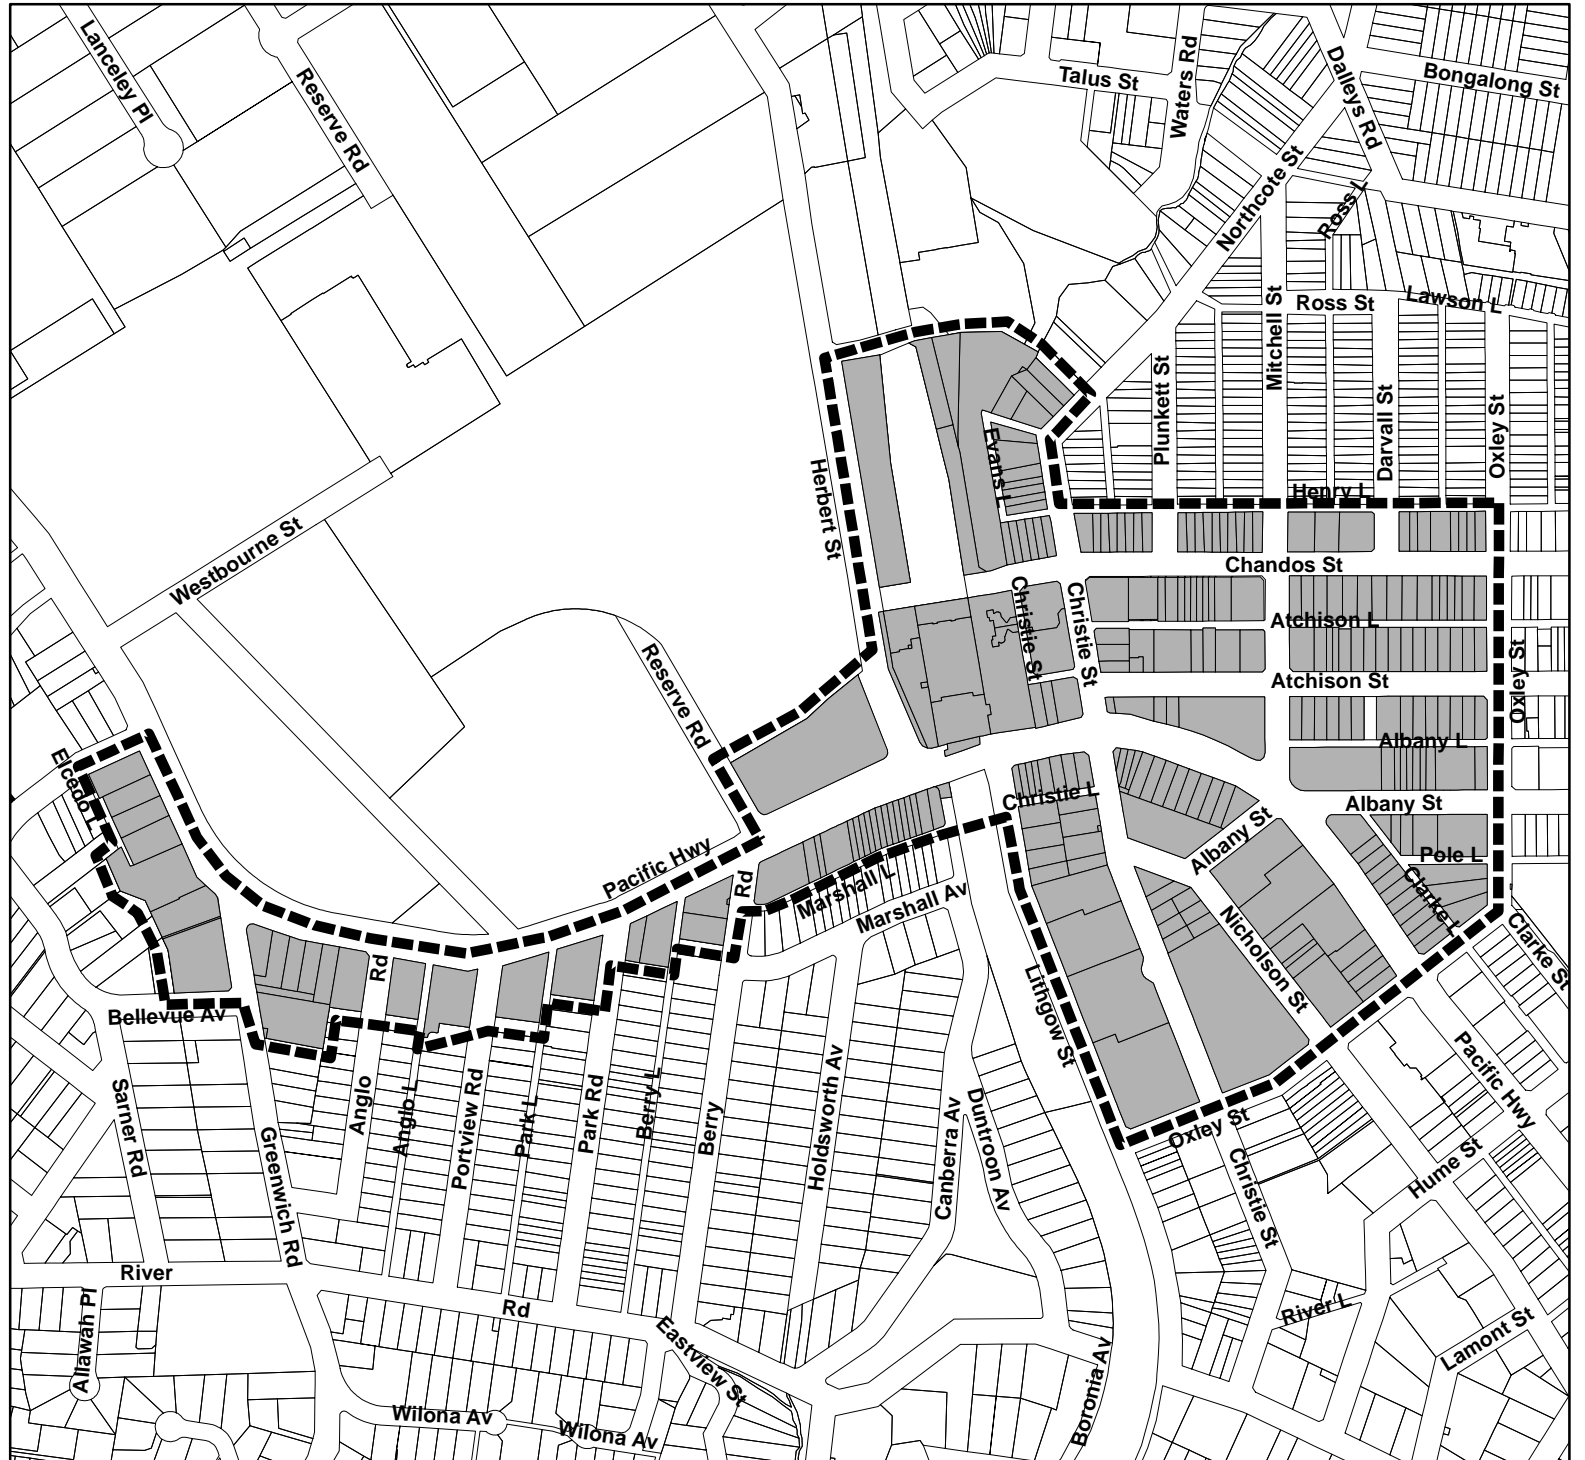 Lanceley Pl
Reserve Rd
Talus St
Waters Rd
Dalleys Rd
Bongalong St
Northcote St
Ross L
Mitchell St
Ross St
Lawson L
Plunkett St
Darvall St
Oxley St
Herbert St
Evans L
Henry L
Westbourne St
Chandos St
Christie St
Christie St
Atchison L
Reserve Rd
Atchison St
Oxley St
Elcedo L
Albany L
Christie L
Albany St
Albany St
Pole L
Pacific Hwy
Rd
Marshall L
Marshall Av
Clarke L
Nicholson St
Clarke St
Rd
Bellevue Av
Lithgow St
Sarner Rd
Greenwich Rd
Anglo
Anglo L
Portview Rd
Park L
Park Rd
Berry L
Berry
Holdsworth Av
Canberra Av
Duntroon Av
Pacific Hwy
Oxley St
Christie St
Hume St
River
Rd
Allawah Pl
Eastview St
River L
Lamont St
Boronia Av
Wilona Av
Wilona Av